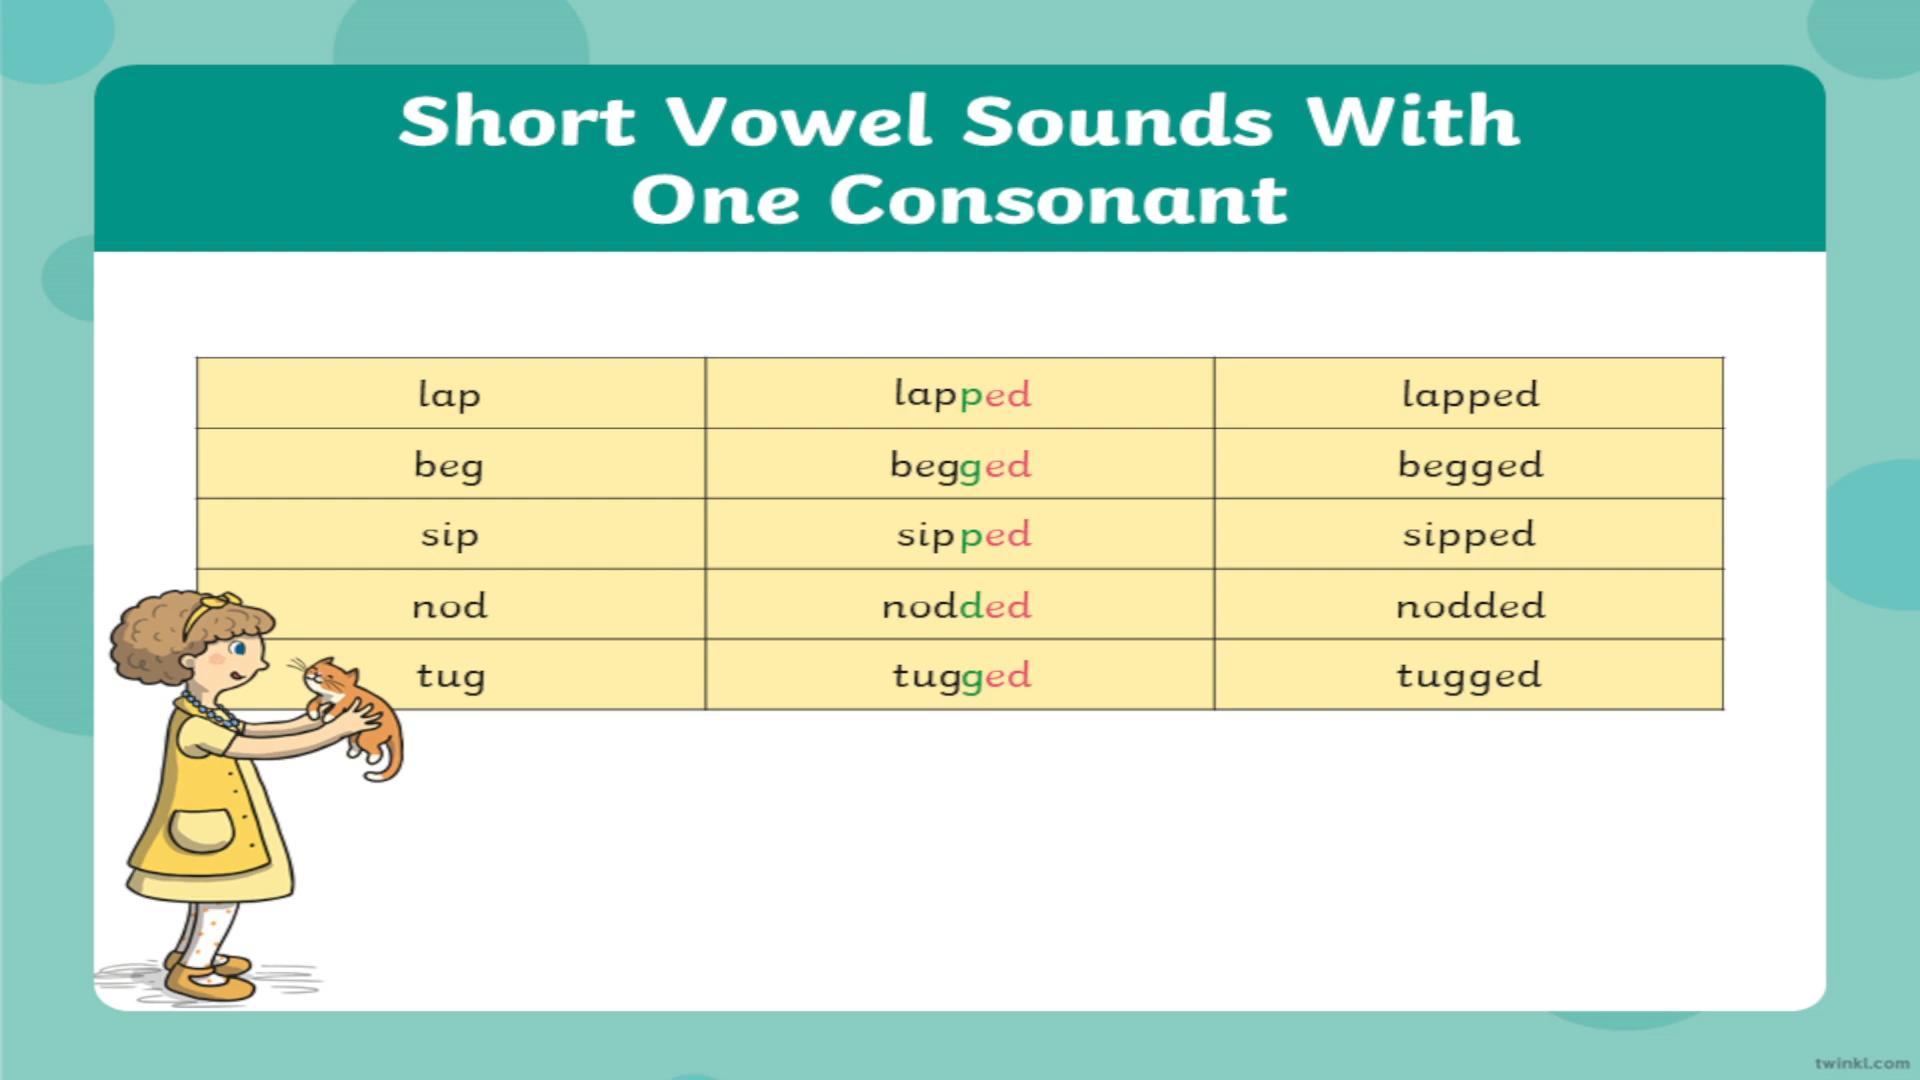 Short Vowel Sounds With
One Consonant
lap lapped lapped
beg begged begged
sip sipped sipped
nod nodded nodded
tug tugged tugged
twinkl.com